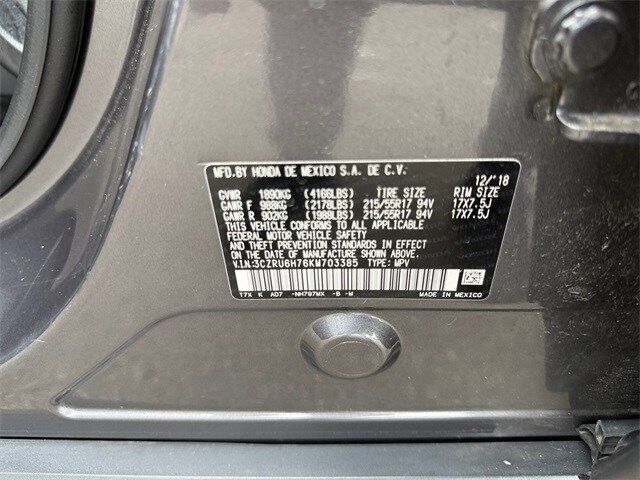 MFD.BY HONDA DE MEXICO S.A. DE C.V. 12/'18
GVWR 1890KG (4166LBS) TIRE SIZE RIM SIZE
GAWR F 988KG (2178LBS) 215/55R17 94V 17X7.5J
GAWR R 902KG (1988LBS) 215/55R17 94V 17X7.5J
THIS VEHICLE CONFORMS TO ALL APPLICABLE
FEDERAL MOTOR VEHICLE SAFETY
AND THEFT PREVENTION STANDARDS IN EFFECT
ON THE DATE OF MANUFACTURE SHOWN ABOVE.
V.I.N:3CZRU6H76KM703385 TYPE: MPV
T7X K A07 -NH797MX -B -M MADE IN MEXICO